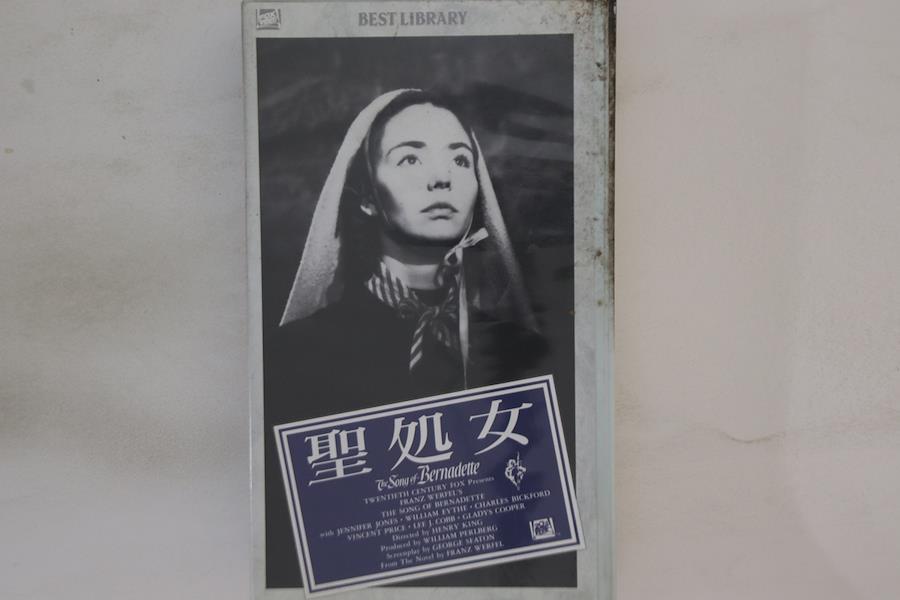 BEST LIBRARY
聖処女
The Song of Bernadette
TWENTIETH CENTURY FOX Presents
FRANZ WERFEL'S
THE SONG OF BERNADETTE
with JENNIFER JONES · WILLIAM EYTHE · CHARLES BICKFORD
VINCENT PRICE · LEE J. COBB · GLADYS COOPER
Directed by HENRY KING
Produced by WILLIAM PERLBERG
Screenplay by GEORGE SEATON
From The Novel by FRANZ WERFEL